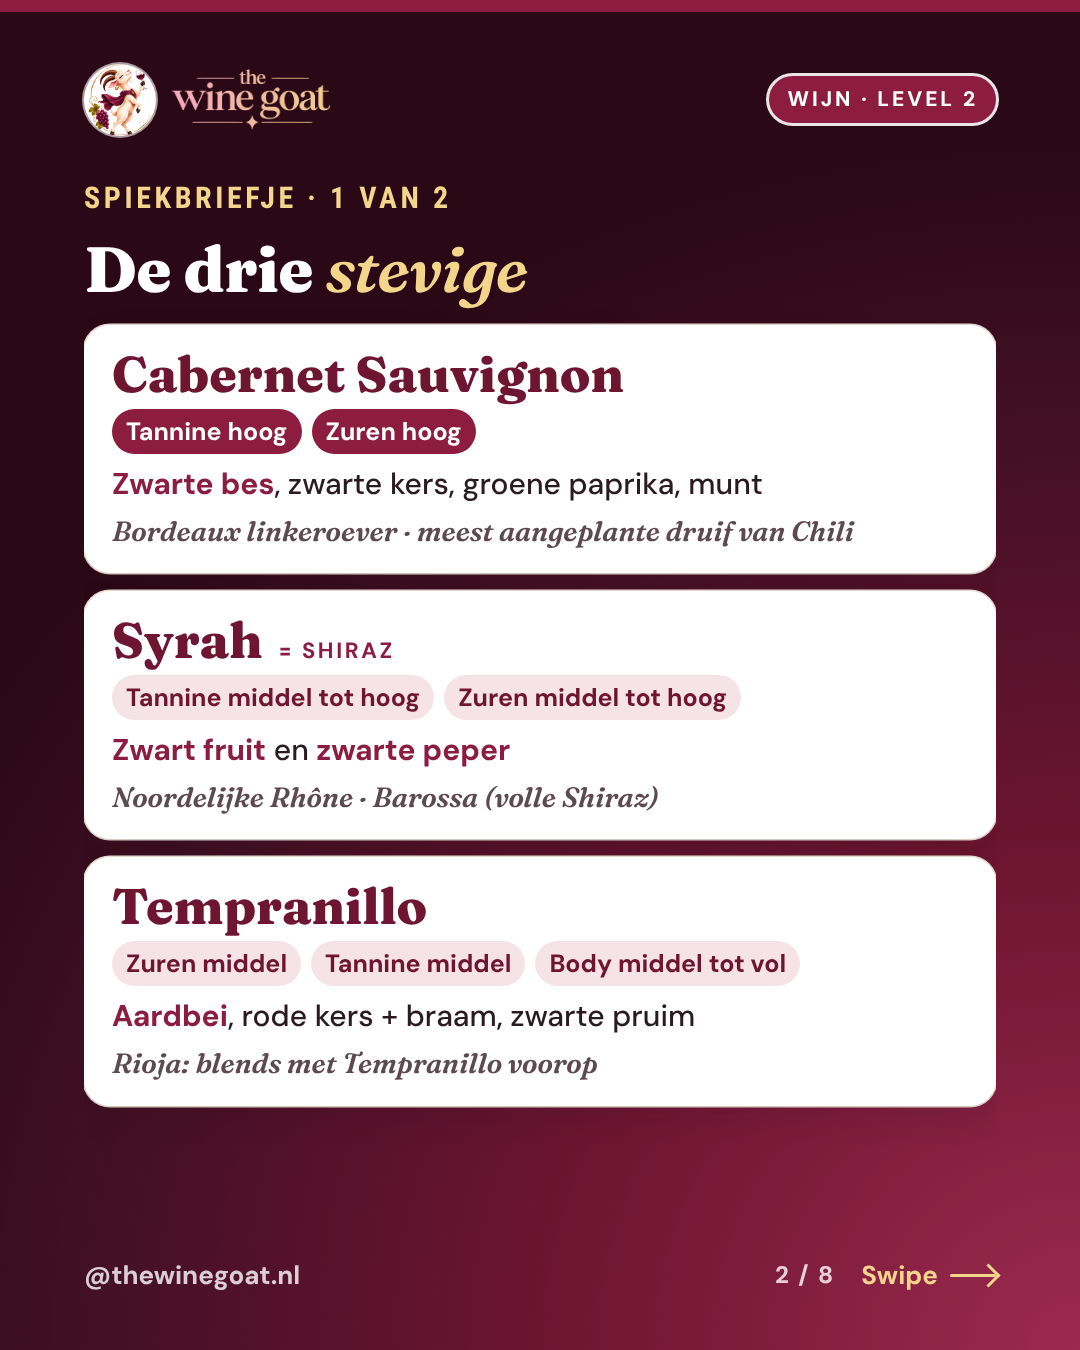 the
wine goat
WIJN · LEVEL 2
SPIEKBRIEFJE · 1 VAN 2
De drie stevige
Cabernet Sauvignon
Tannine hoog Zuren hoog
Zwarte bes, zwarte kers, groene paprika, munt
Bordeaux linkeroever · meest aangeplante druif van Chili
Syrah = SHIRAZ
Tannine middel tot hoog Zuren middel tot hoog
Zwart fruit en zwarte peper
Noordelijke Rhône · Barossa (volle Shiraz)
Tempranillo
Zuren middel Tannine middel Body middel tot vol
Aardbei, rode kers + braam, zwarte pruim
Rioja: blends met Tempranillo voorop
@thewinegoat.nl
2 / 8 Swipe